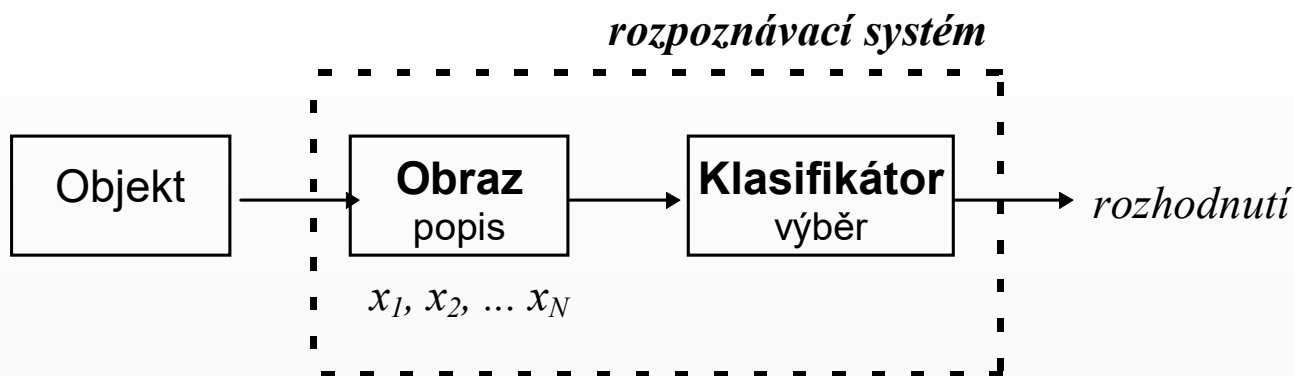 rozpoznávací systém
Objekt
Obraz
popis
Klasifikátor
výběr
rozhodnutí
x1, x2, ... xN